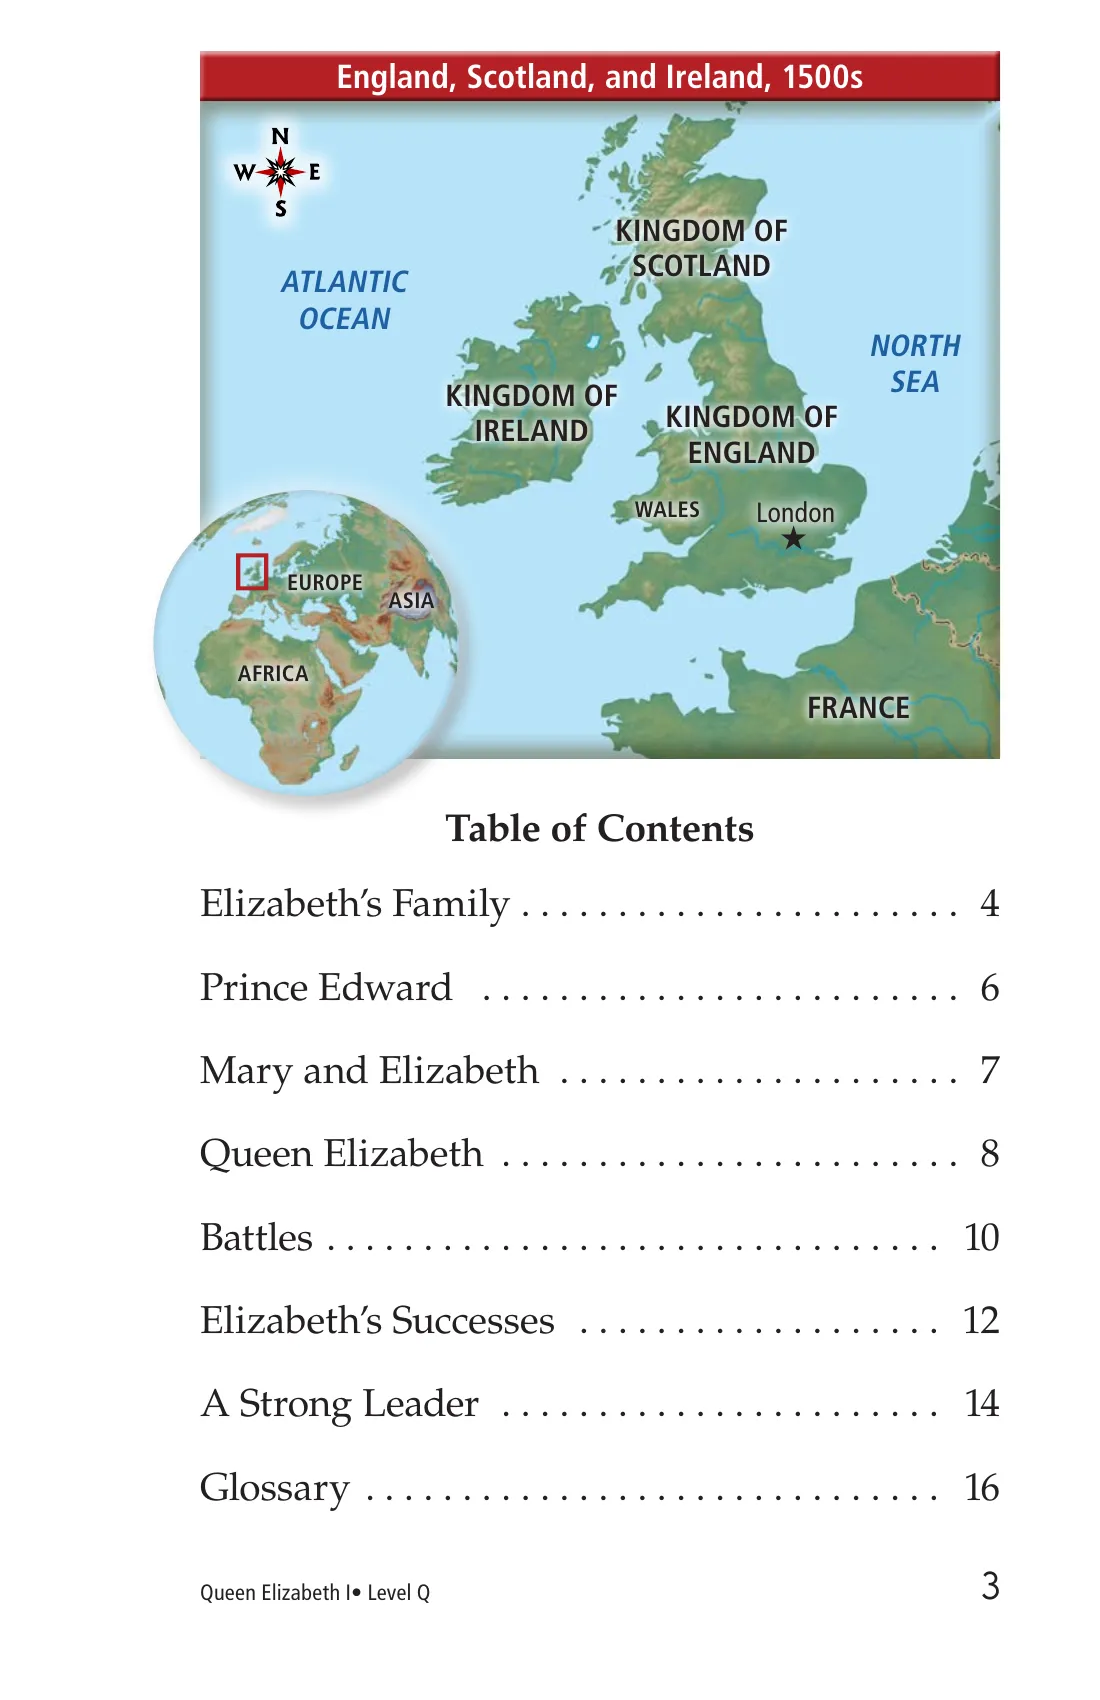 England, Scotland, and Ireland, 1500s
N
W E
S
KINGDOM OF
SCOTLAND
ATLANTIC
OCEAN
NORTH
SEA
KINGDOM OF
IRELAND
KINGDOM OF
ENGLAND
WALES
London
EUROPE
ASIA
AFRICA
FRANCE
Table of Contents
Elizabeth’s Family . . . . . . . . . . . . . . . . . . . . . . . 4
Prince Edward . . . . . . . . . . . . . . . . . . . . . . . . . 6
Mary and Elizabeth . . . . . . . . . . . . . . . . . . . . . 7
Queen Elizabeth . . . . . . . . . . . . . . . . . . . . . . . . 8
Battles . . . . . . . . . . . . . . . . . . . . . . . . . . . . . . . . 10
Elizabeth’s Successes . . . . . . . . . . . . . . . . . . . 12
A Strong Leader . . . . . . . . . . . . . . . . . . . . . . . 14
Glossary . . . . . . . . . . . . . . . . . . . . . . . . . . . . . . 16
Queen Elizabeth I• Level Q 3